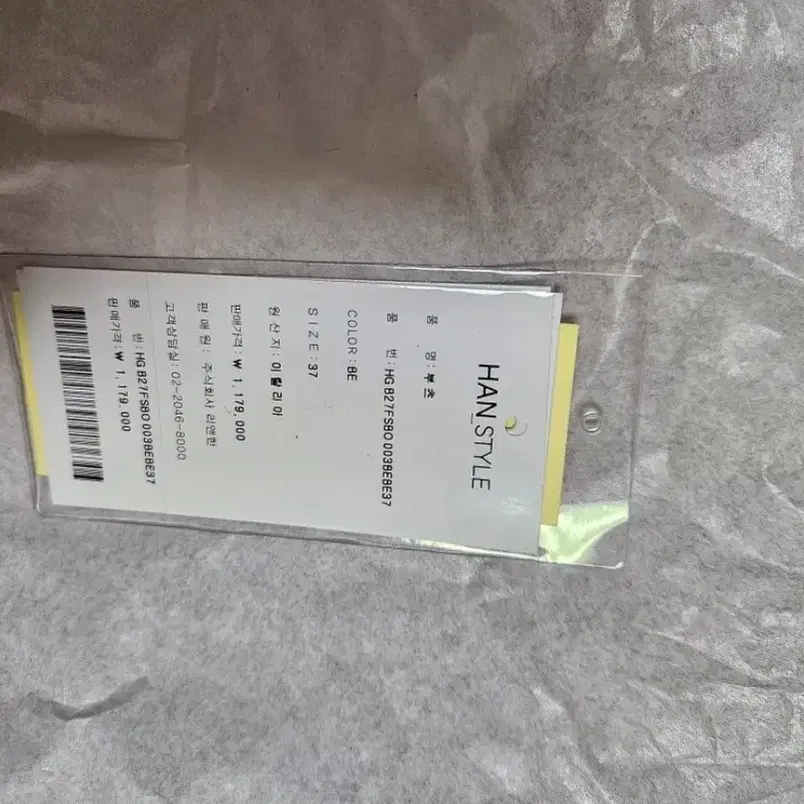 HAN_STYLE
품 명 : 부츠
품 번 : HG B27FSBO 003BEBE37
COLOR : BE
SIZE : 37
원 산 지 : 이 탈 리 아
판매가격 : ₩ 1,179,000
판 매 원 : 주식회사 리앤한
고객상담실 : 02-2046-8000
품 번 : HG B27FSBO 003BEBE37
판매가격 : ₩ 1,179,000